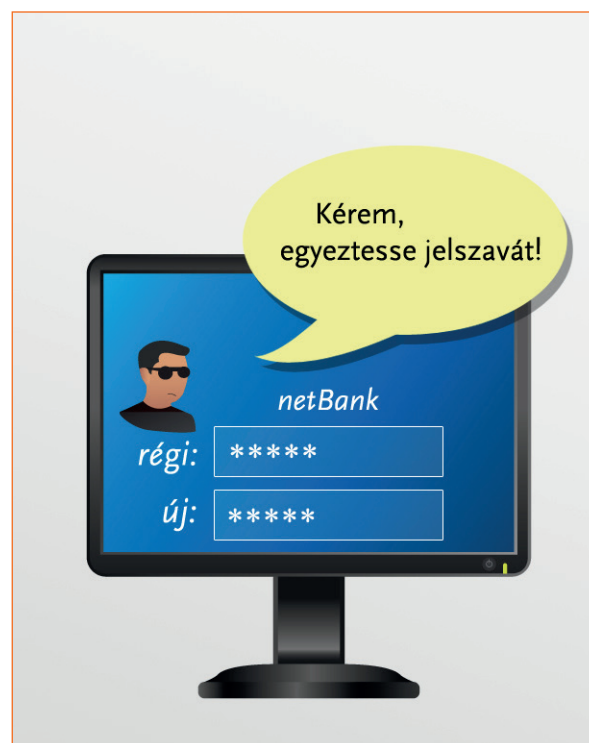 Kérem,
egyeztesse jelszavát!
netBank
régi: *****
új: *****